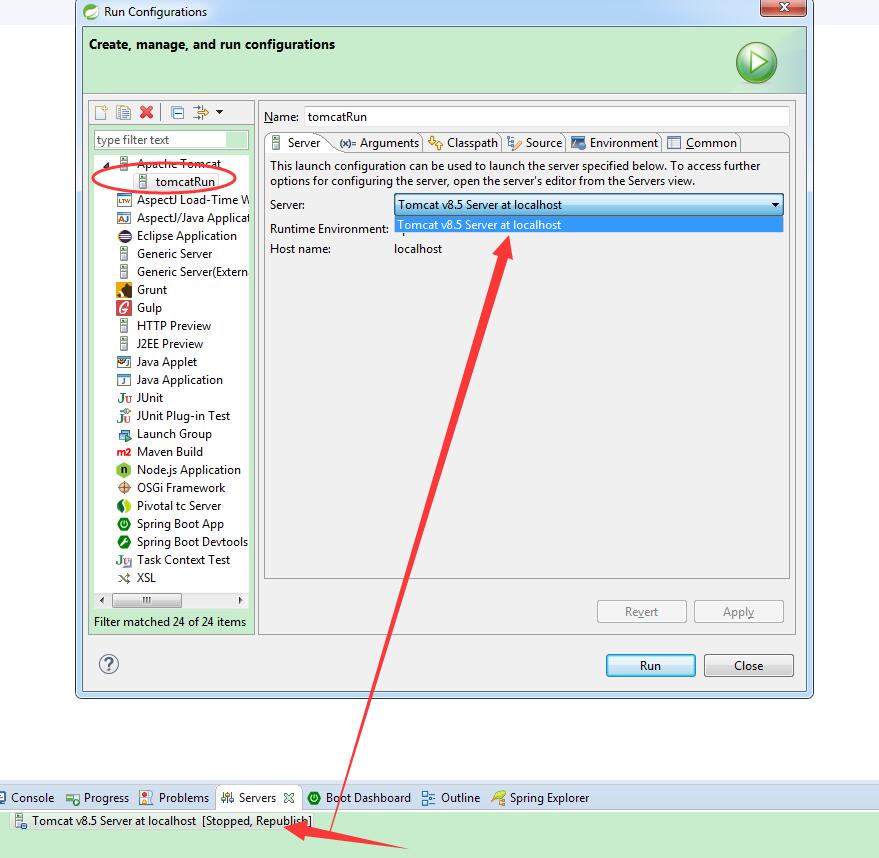 Run Configurations
Create, manage, and run configurations
type filter text
Apache Tomcat
tomcatRun
AspectJ Load-Time W
AspectJ/Java Applicat
Eclipse Application
Generic Server
Generic Server(Extern
Grunt
Gulp
HTTP Preview
J2EE Preview
Java Applet
Java Application
JUnit
JUnit Plug-in Test
Launch Group
Maven Build
Node.js Application
OSGi Framework
Pivotal tc Server
Spring Boot App
Spring Boot Devtools
Task Context Test
XSL
Filter matched 24 of 24 items
Name: tomcatRun
Server (x)= Arguments Classpath Source Environment Common
This launch configuration can be used to launch the server specified below. To access further
options for configuring the server, open the server's editor from the Servers view.
Server: Tomcat v8.5 Server at localhost
Tomcat v8.5 Server at localhost
Runtime Environment:
Host name: localhost
Revert Apply
Run Close
Console Progress Problems Servers Boot Dashboard Outline Spring Explorer
Tomcat v8.5 Server at localhost [Stopped, Republish]